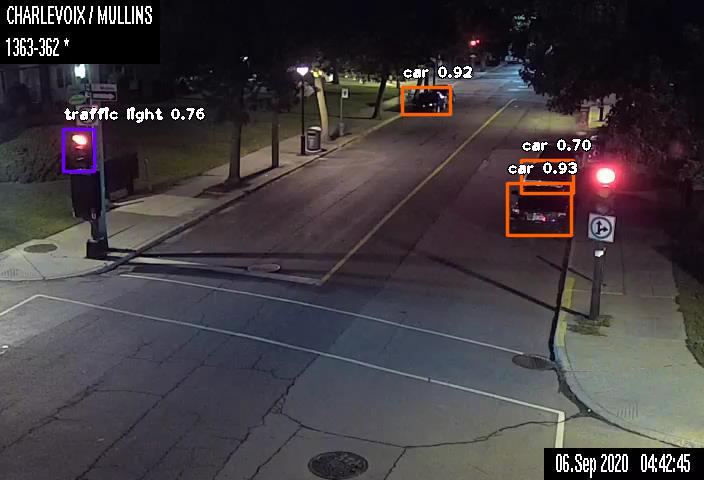 CHARLEVOIX / MULLINS
1363-362 *
car 0.92
traffic light 0.76
car 0.70
car 0.93
06.Sep 2020 04:42:45